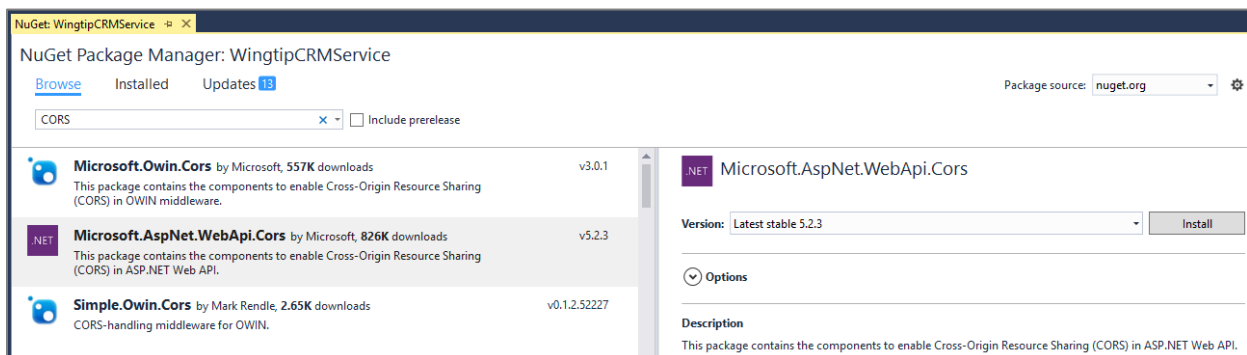 NuGet: WingtipCRMService
NuGet Package Manager: WingtipCRMService
Browse Installed Updates 13
Package source: nuget.org
CORS
Include prerelease
Microsoft.Owin.Cors by Microsoft, 557K downloads v3.0.1
This package contains the components to enable Cross-Origin Resource Sharing
(CORS) in OWIN middleware.
.NET
Microsoft.AspNet.WebApi.Cors by Microsoft, 826K downloads v5.2.3
This package contains the components to enable Cross-Origin Resource Sharing
(CORS) in ASP.NET Web API.
Simple.Owin.Cors by Mark Rendle, 2.65K downloads v0.1.2.52227
CORS-handling middleware for OWIN.
.NET Microsoft.AspNet.WebApi.Cors
Version: Latest stable 5.2.3 Install
Options
Description
This package contains the components to enable Cross-Origin Resource Sharing (CORS) in ASP.NET Web API.